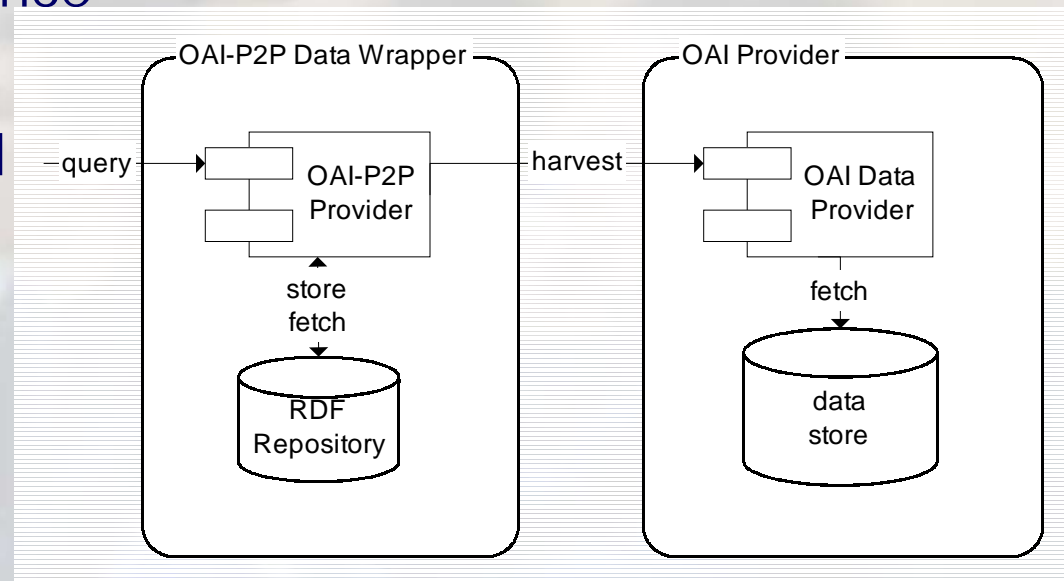 OAI-P2P Data Wrapper
OAI Provider
query
OAI-P2P
Provider
harvest
OAI Data
Provider
store
fetch
fetch
RDF
Repository
data
store